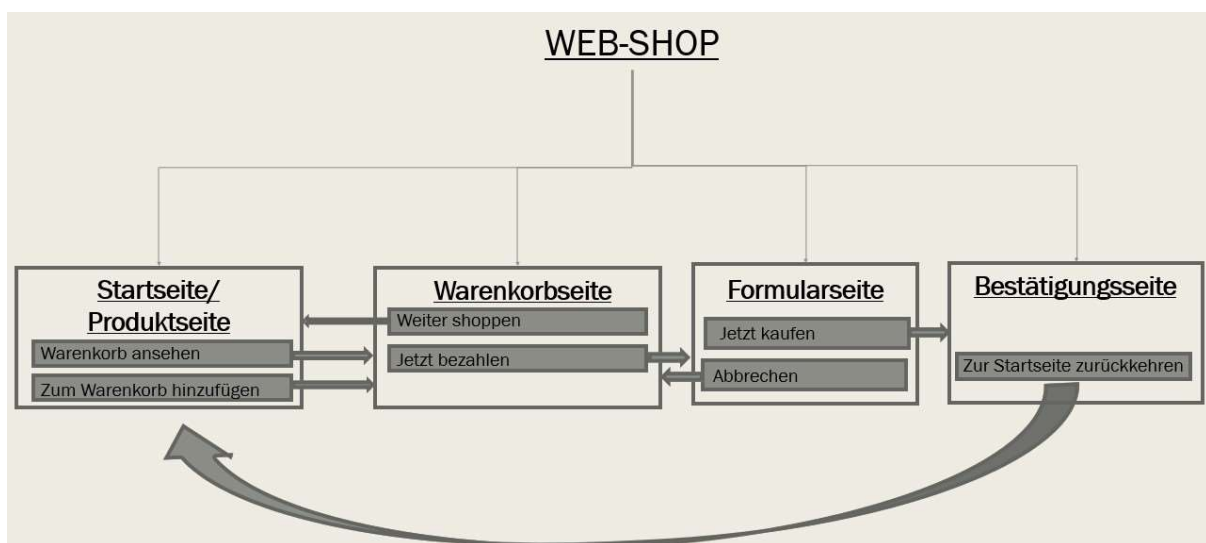 WEB-SHOP
Startseite/
Produktseite
Warenkorb ansehen
Zum Warenkorb hinzufügen
Warenkorbseite
Weiter shoppen
Jetzt bezahlen
Formularseite
Jetzt kaufen
Abbrechen
Bestätigungsseite
Zur Startseite zurückkehren